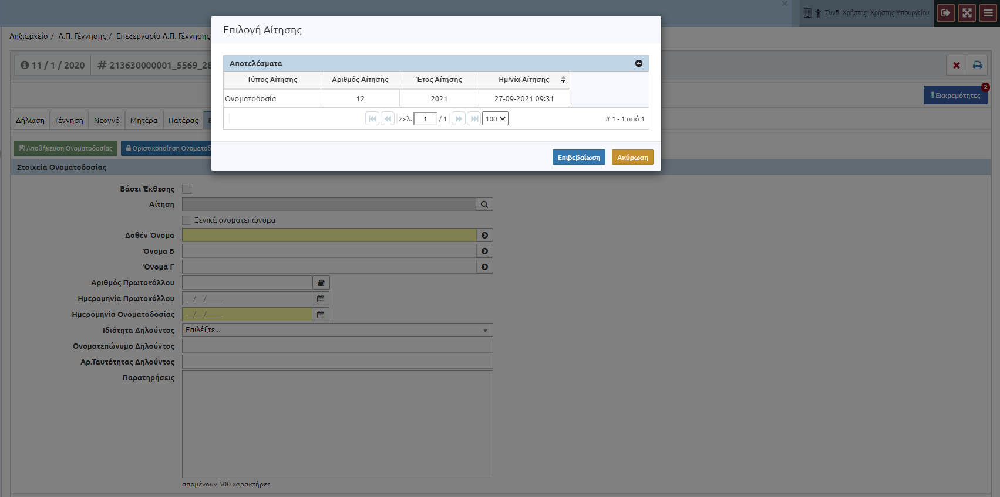 Συνδ. Χρήστης: Χρήστης Υπουργείου
Ληξιαρχείο / Λ.Π. Γέννησης / Επεξεργασία Λ.Π. Γέννησης
11 / 1 / 2020 # 213630000001_5569_28
Επιλογή Αίτησης
Αποτελέσματα
Τύπος Αίτησης Αριθμός Αίτησης Έτος Αίτησης Ημ/νία Αίτησης
Ονοματοδοσία 12 2021 27-09-2021 09:31
Σελ. 1 / 1 100 # 1 - 1 από 1
Επιβεβαίωση Ακύρωση
! Εκκρεμότητες 2
Δήλωση Γέννηση Νεογνό Μητέρα Πατέρας
Αποθήκευση Ονοματοδοσίας Οριστικοποίηση Ονοματοδ
Στοιχεία Ονοματοδοσίας
Βάσει Έκθεσης
Αίτηση
Ξενικά ονοματεπώνυμα
Δοθέν Όνομα
Όνομα Β
Όνομα Γ
Αριθμός Πρωτοκόλλου
Ημερομηνία Πρωτοκόλλου __/__/____
Ημερομηνία Ονοματοδοσίας __/__/____
Ιδιότητα Δηλούντος Επιλέξτε...
Ονοματεπώνυμο Δηλούντος
Αρ.Ταυτότητας Δηλούντος
Παρατηρήσεις
απομένουν 500 χαρακτήρες